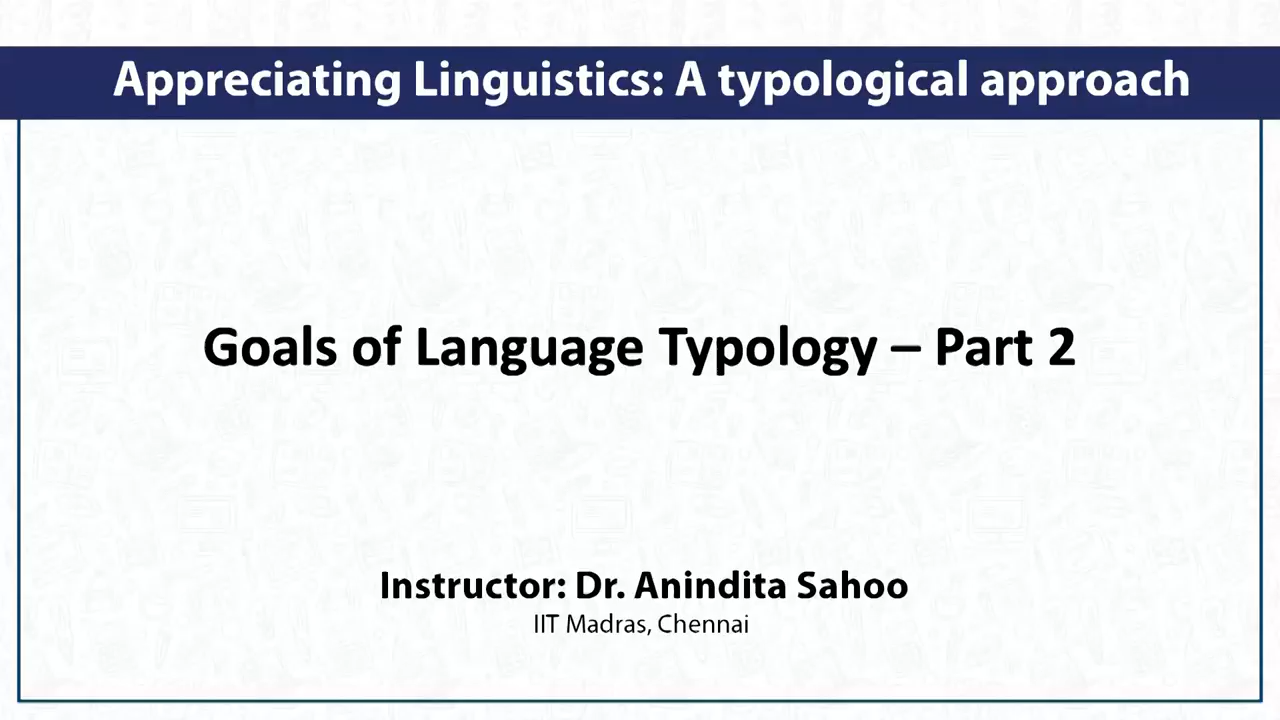 Appreciating Linguistics: A typological approach
Goals of Language Typology – Part 2
Instructor: Dr. Anindita Sahoo
IIT Madras, Chennai